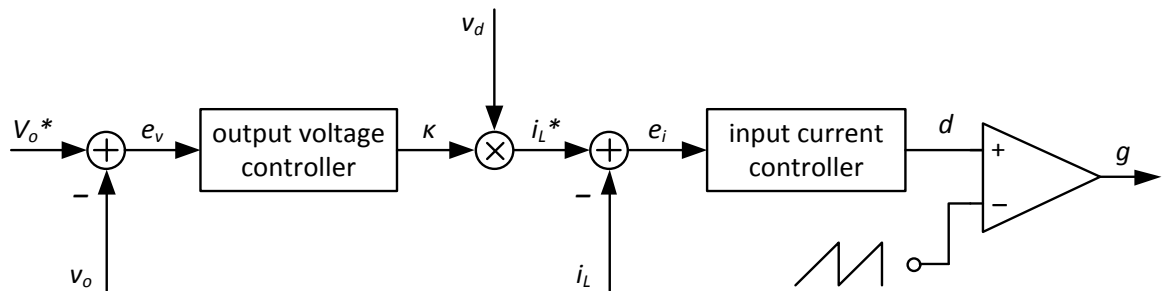 v_d
V_o*
e_v
output voltage
controller
κ
i_L*
e_i
input current
controller
d
g
+
−
−
−
v_o
i_L